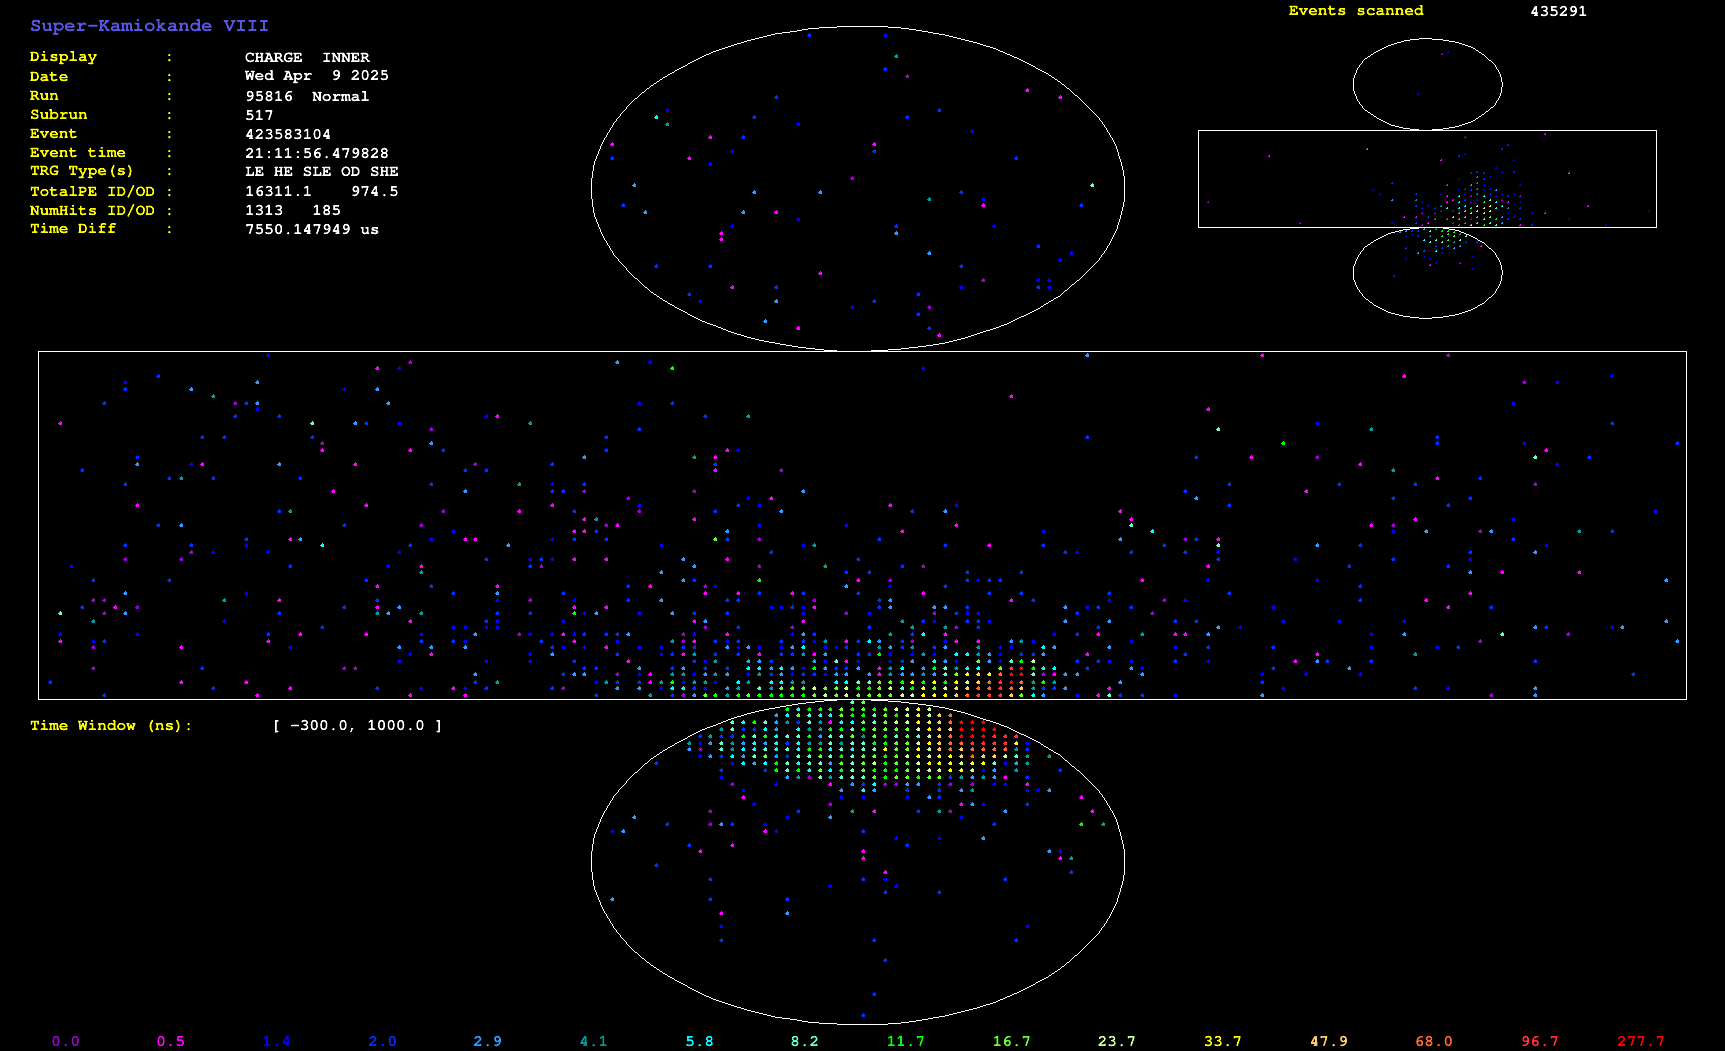 Super-Kamiokande VIII
Events scanned 435291
Display : CHARGE INNER
Date : Wed Apr 9 2025
Run : 95816 Normal
Subrun : 517
Event : 423583104
Event time : 21:11:56.479828
TRG Type(s) : LE HE SLE OD SHE
TotalPE ID/OD : 16311.1 974.5
NumHits ID/OD : 1313 185
Time Diff : 7550.147949 us
Time Window (ns): [ -300.0, 1000.0 ]
0.0 0.5 1.4 2.0 2.9 4.1 5.8 8.2 11.7 16.7 23.7 33.7 47.9 68.0 96.7 277.7